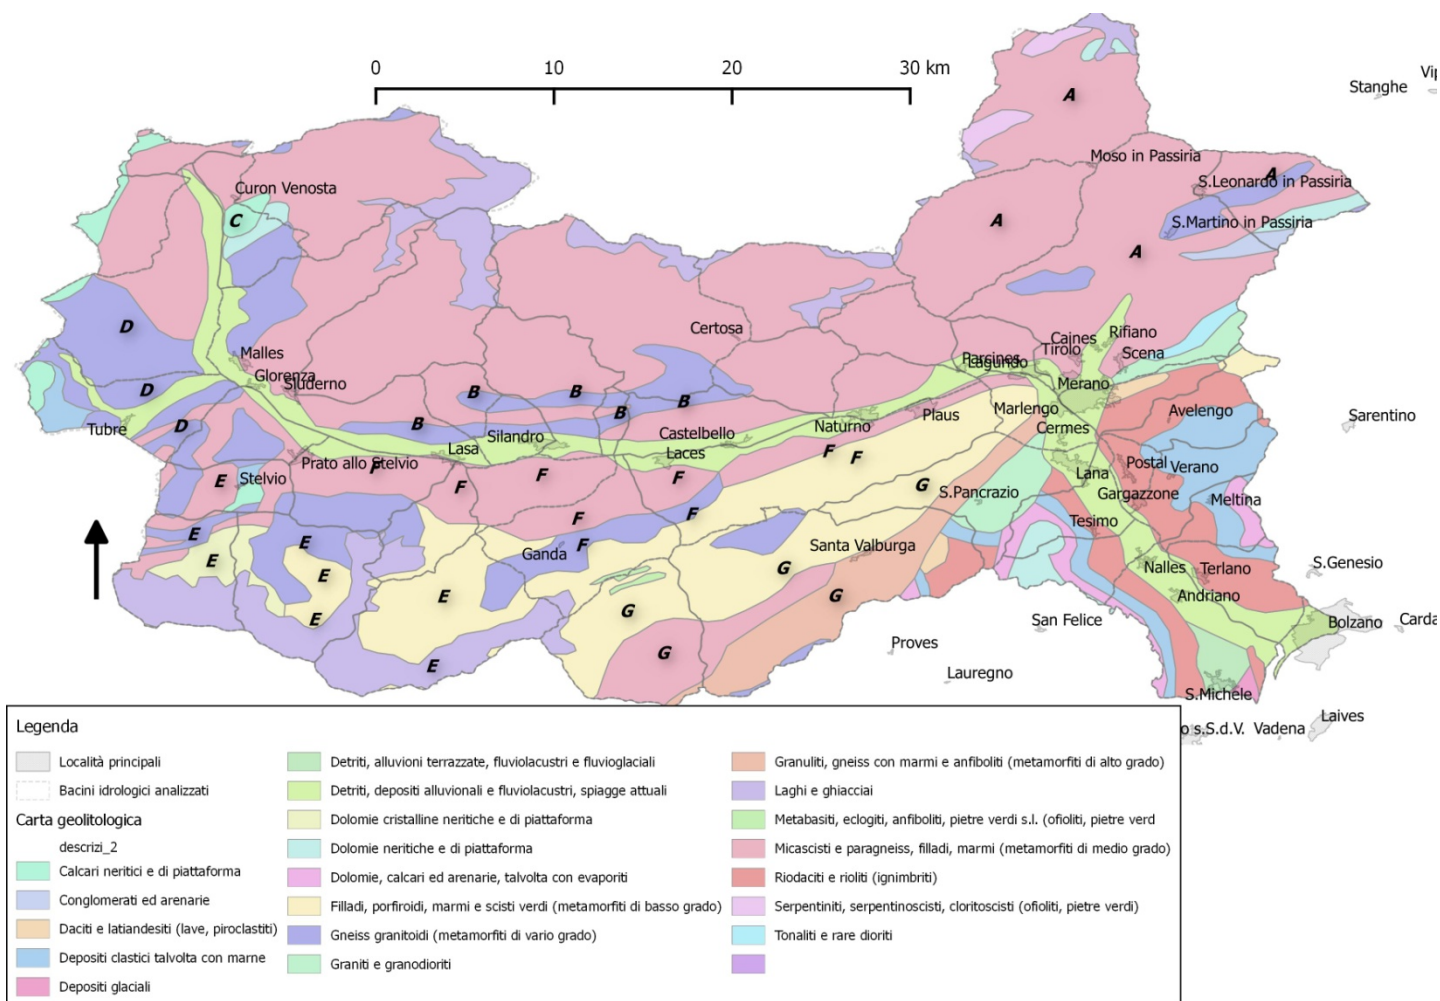 0 10 20 30 km
A
Stanghe
Vip
Moso in Passiria
A
S.Leonardo in Passiria
Curon Venosta
C
A
S.Martino in Passiria
A
D
Certosa
Caines
Rifiano
Tirolo
Scena
Malles
Parcines
Lagundo
Glorenza
Sluderno
Merano
D
B
B
B
B
B
Plaus
Marlengo
Avelengo
Sarentino
Tubre
D
Naturno
Cermes
Castelbello
Silandro
Lasa
Laces
F
F
Prato allo Stelvio
F
F
F
F
E
Stelvio
G
S.Pancrazio
Lana
Postal
Verano
Gargazzone
Meltina
F
F
Tesimo
E
E
Ganda
F
Santa Valburga
E
E
G
Nalles
Terlano
S.Genesio
E
E
G
G
Andriano
San Felice
Bolzano
Carda
Proves
E
G
Lauregno
S.Michele
o s.S.d.V.
Vadena
Laives
Legenda
Località principali
Bacini idrologici analizzati
Carta geolitologica
descrizi_2
Calcari neritici e di piattaforma
Conglomerati ed arenarie
Daciti e latiandesiti (lave, piroclastiti)
Depositi clastici talvolta con marne
Depositi glaciali
Detriti, alluvioni terrazzate, fluviolacustri e fluvioglaciali
Detriti, depositi alluvionali e fluviolacustri, spiagge attuali
Dolomie cristalline neritiche e di piattaforma
Dolomie neritiche e di piattaforma
Dolomie, calcari ed arenarie, talvolta con evaporiti
Filladi, porfiroidi, marmi e scisti verdi (metamorfiti di basso grado)
Gneiss granitoidi (metamorfiti di vario grado)
Graniti e granodioriti
Granuliti, gneiss con marmi e anfiboliti (metamorfiti di alto grado)
Laghi e ghiacciai
Metabasiti, eclogiti, anfiboliti, pietre verdi s.l. (ofioliti, pietre verd
Micascisti e paragneiss, filladi, marmi (metamorfiti di medio grado)
Riodaciti e rioliti (ignimbriti)
Serpentiniti, serpentinoscisti, cloritoscisti (ofioliti, pietre verdi)
Tonaliti e rare dioriti